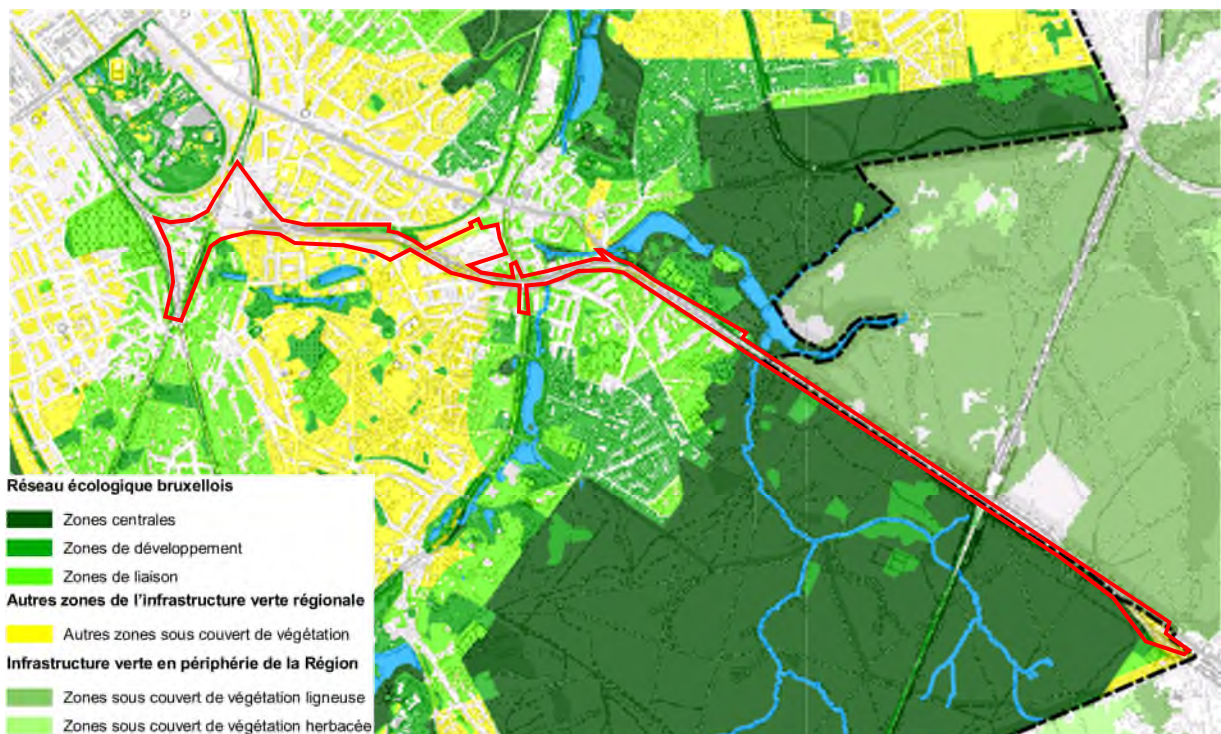 Réseau écologique bruxellois
Zones centrales
Zones de développement
Zones de liaison
Autres zones de l'infrastructure verte régionale
Autres zones sous couvert de végétation
Infrastructure verte en périphérie de la Région
Zones sous couvert de végétation ligneuse
Zones sous couvert de végétation herbacée